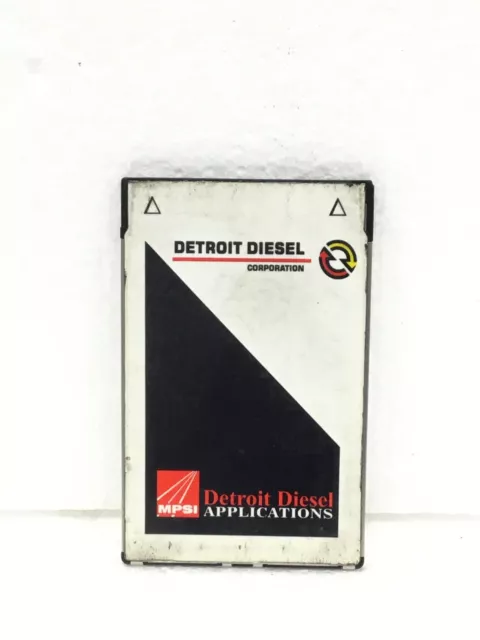 DETROIT DIESEL
CORPORATION
MPSI
Detroit Diesel
APPLICATIONS